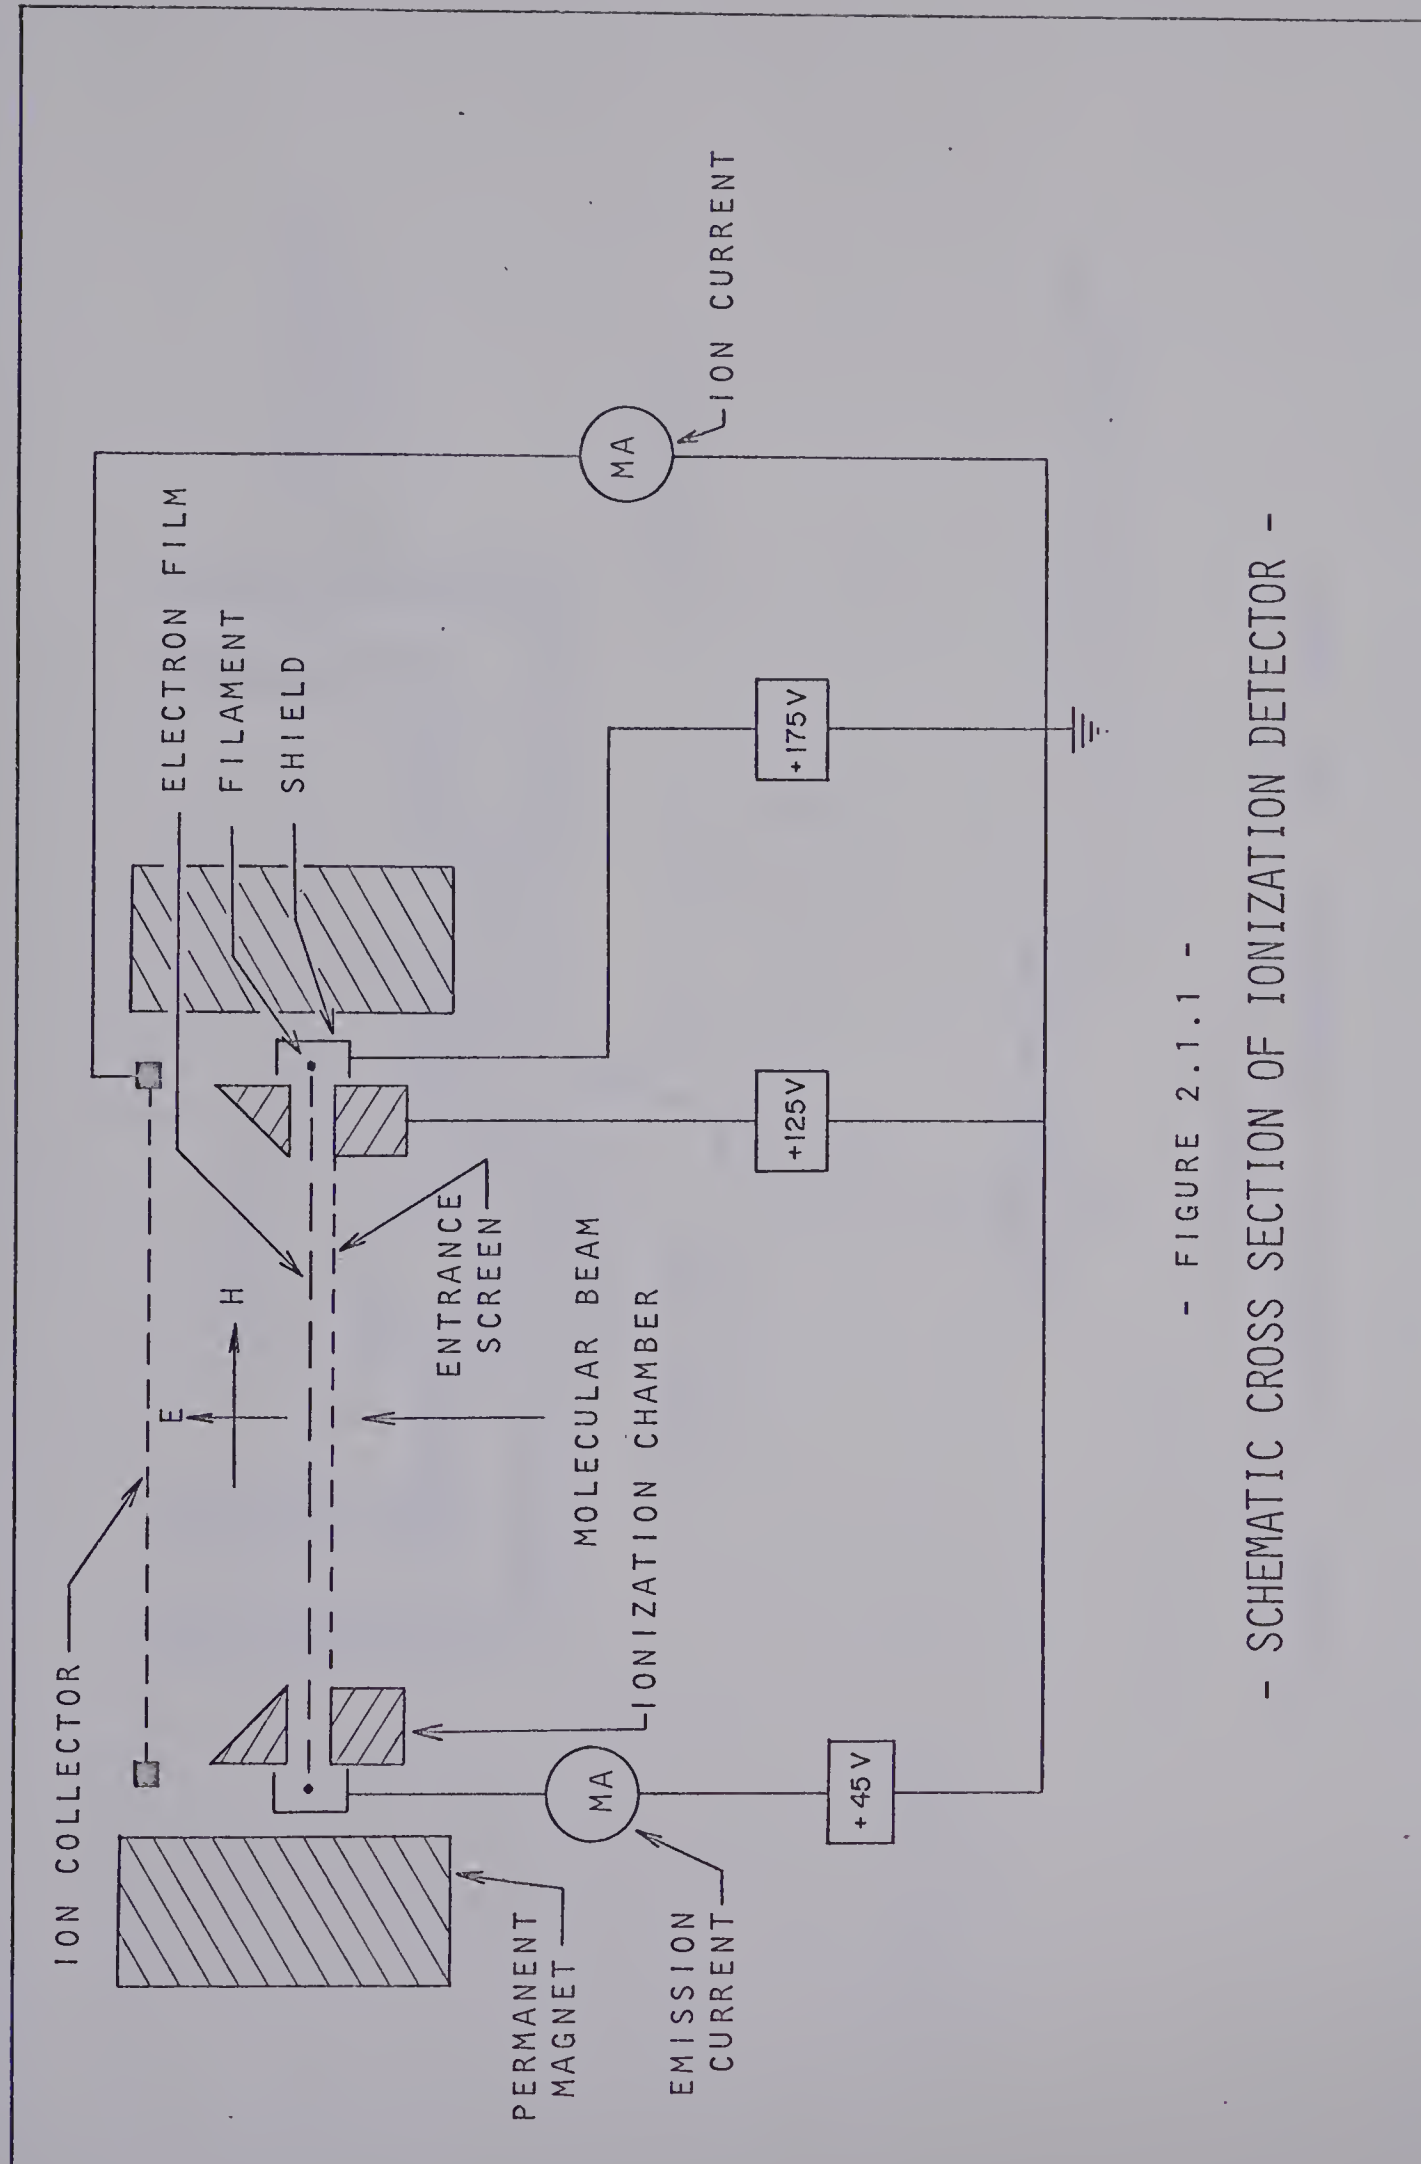 ION COLLECTOR
E
H
ELECTRON FILM
FILAMENT
SHIELD
ENTRANCE
SCREEN
MOLECULAR BEAM
IONIZATION CHAMBER
PERMANENT
MAGNET
EMISSION
CURRENT
MA
MA
ION CURRENT
+45V
+125V
+175V
- FIGURE 2.1.1 -
- SCHEMATIC CROSS SECTION OF IONIZATION DETECTOR -